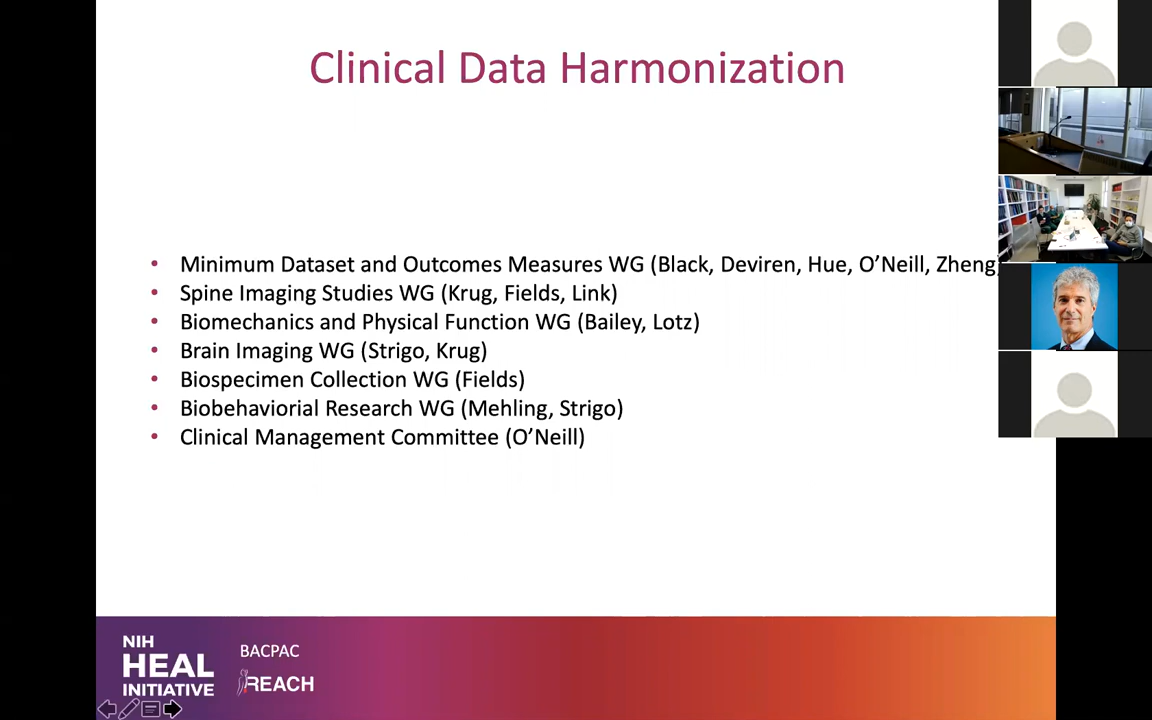 Clinical Data Harmonization
• Minimum Dataset and Outcomes Measures WG (Black, Deviren, Hue, O’Neill, Zheng)
• Spine Imaging Studies WG (Krug, Fields, Link)
• Biomechanics and Physical Function WG (Bailey, Lotz)
• Brain Imaging WG (Strigo, Krug)
• Biospecimen Collection WG (Fields)
• Biobehaviorial Research WG (Mehling, Strigo)
• Clinical Management Committee (O’Neill)
NIH
HEAL
INITIATIVE
BACPAC
REACH